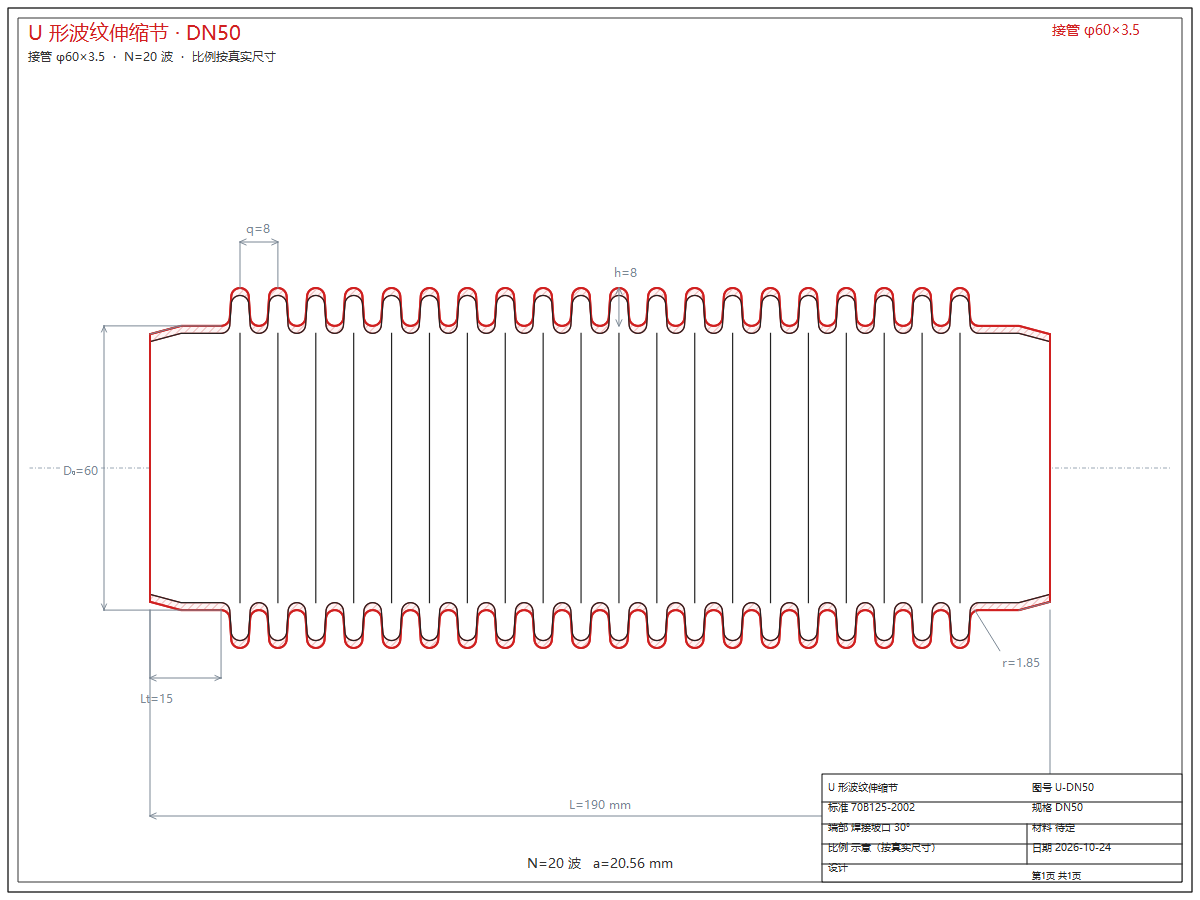 U 形波纹伸缩节 · DN50
接管 φ60×3.5
接管 φ60×3.5 · N=20 波 · 比例按真实尺寸
q=8
h=8
D₀=60
r=1.85
Lt=15
L=190 mm
N=20 波 a=20.56 mm
U 形波纹伸缩节
图号 U-DN50
标准 70B125-2002
规格 DN50
端部 焊接坡口 30°
材料 待定
比例 示意（按真实尺寸）
日期 2026-10-24
设计
第1页 共1页